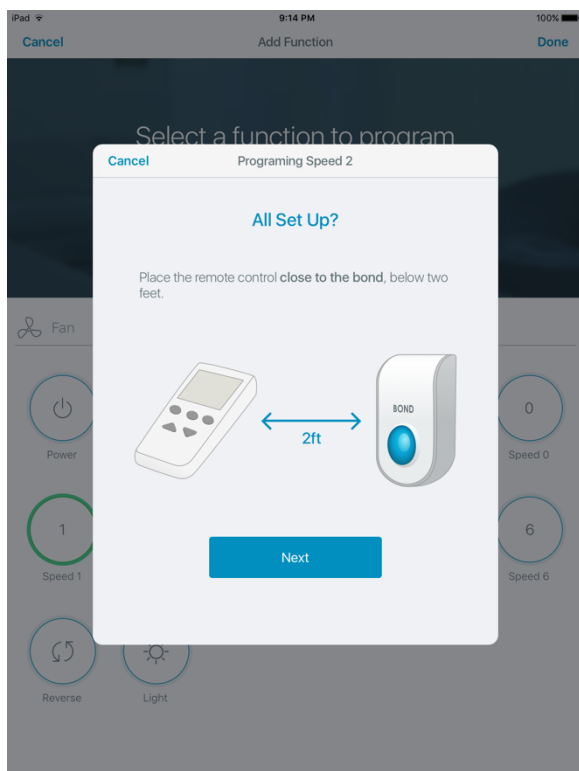 iPad 9:14 PM 100%
Cancel Add Function Done
Select a function to program
Cancel Programing Speed 2
All Set Up?
Place the remote control close to the bond, below two
feet.
Fan
BOND
2ft
0
Power Speed 0
Next
1 6
Speed 1 Speed 6
Reverse Light